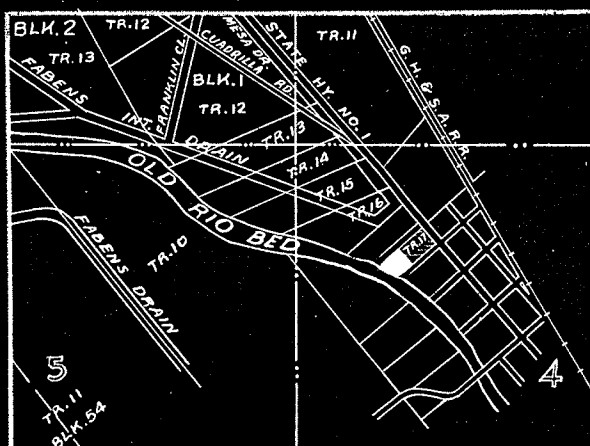 BLK. 2
TR. 12
TR. 13
FABENS
INT.
DRAIN
FRANKLIN CL.
MESA DR.
CUADRILLA RD.
STATE HY. NO. 1
TR. 11
G.H. & S.A. R.R.
BLK. 1
TR. 12
TR. 13
TR. 14
TR. 15
TR. 16
TR. 17
OLD RIO BED
TR. 10
FABENS DRAIN
5
4
TR. 11
BLK. 54